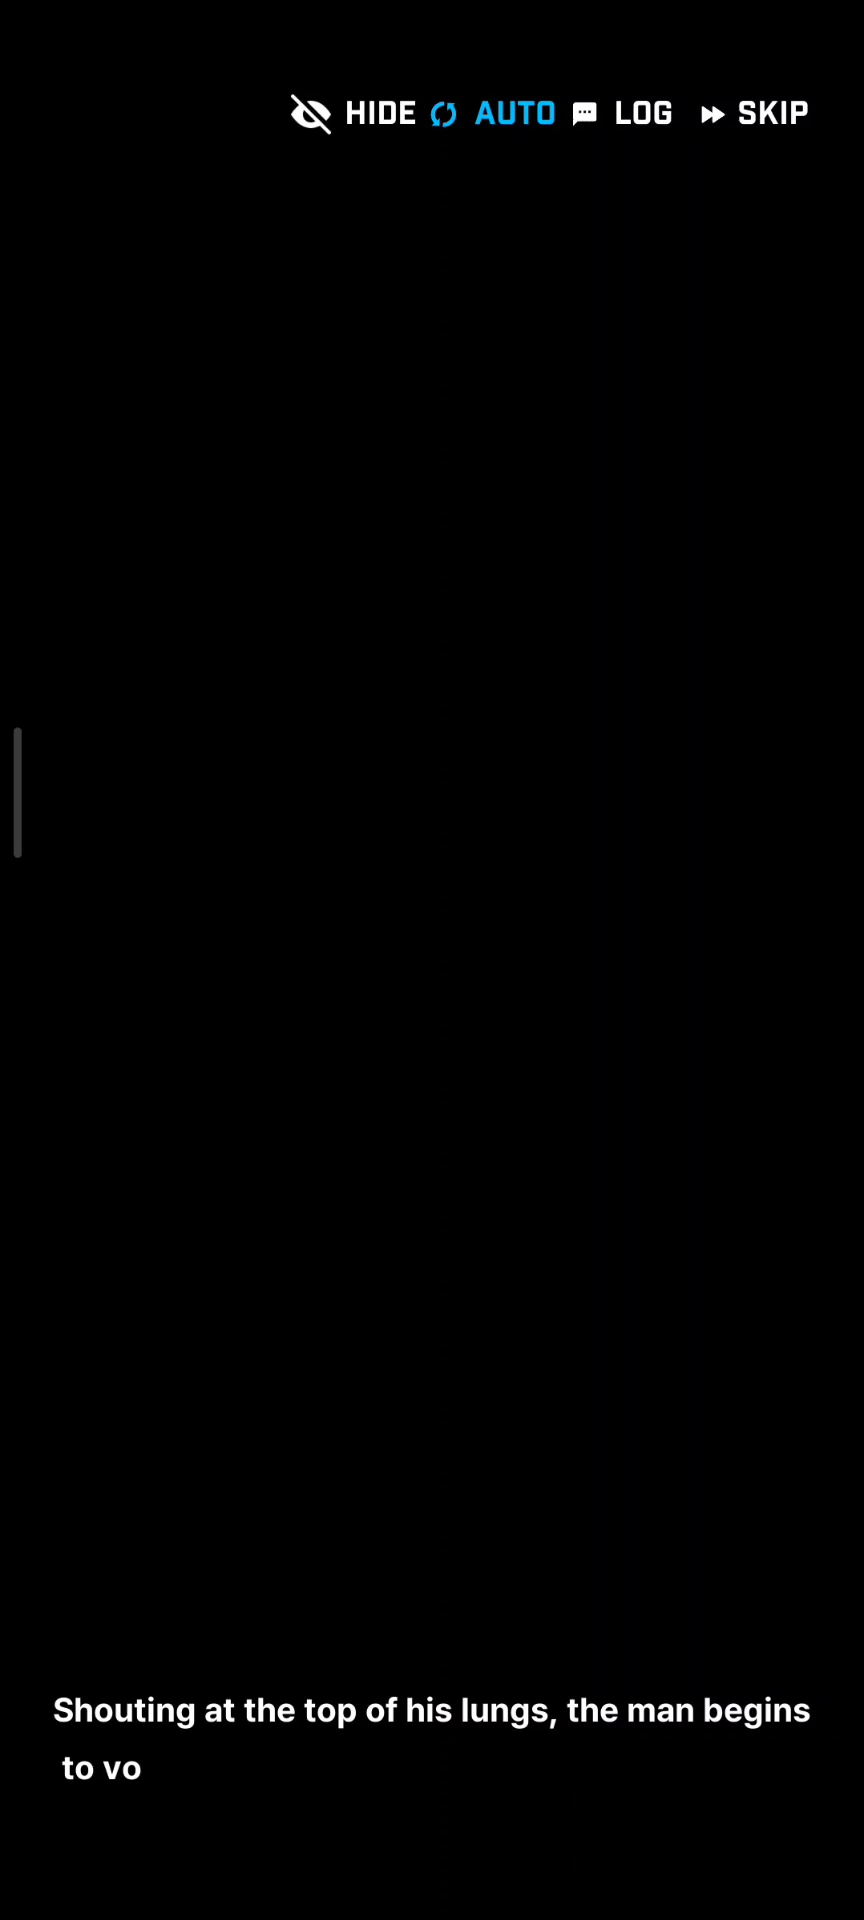 HIDE AUTO LOG SKIP
Shouting at the top of his lungs, the man begins
to vo